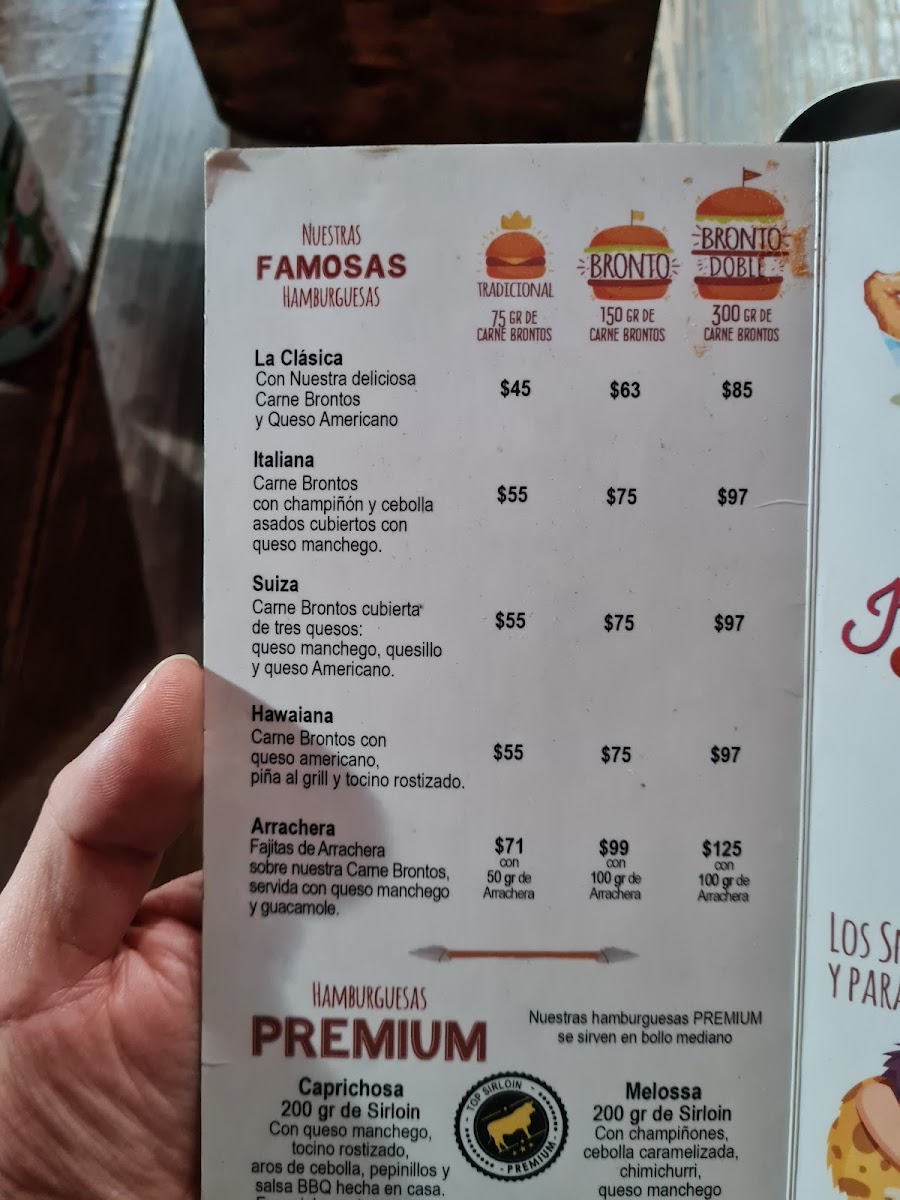 NUESTRAS
FAMOSAS
HAMBURGUESAS
TRADICIONAL
75 GR DE
CARNE BRONTOS
BRONTO
150 GR DE
CARNE BRONTOS
BRONTO
DOBLE
300 GR DE
CARNE BRONTOS
La Clásica
Con Nuestra deliciosa
Carne Brontos
y Queso Americano
$45 $63 $85
Italiana
Carne Brontos
con champiñón y cebolla
asados cubiertos con
queso manchego.
$55 $75 $97
Suiza
Carne Brontos cubierta
de tres quesos:
queso manchego, quesillo
y queso Americano.
$55 $75 $97
Hawaiana
Carne Brontos con
queso americano,
piña al grill y tocino rostizado.
$55 $75 $97
Arrachera
Fajitas de Arrachera
sobre nuestra Carne Brontos,
servida con queso manchego
y guacamole.
$71
con
50 gr de
Arrachera
$99
con
100 gr de
Arrachera
$125
con
100 gr de
Arrachera
HAMBURGUESAS
PREMIUM
Nuestras hamburguesas PREMIUM
se sirven en bollo mediano
Caprichosa
200 gr de Sirloin
Con queso manchego,
tocino rostizado,
aros de cebolla, pepinillos y
salsa BBQ hecha en casa.
TOP SIRLOIN
PREMIUM
Melossa
200 gr de Sirloin
Con champiñones,
cebolla caramelizada,
chimichurri,
queso manchego
LOS
Y PARA